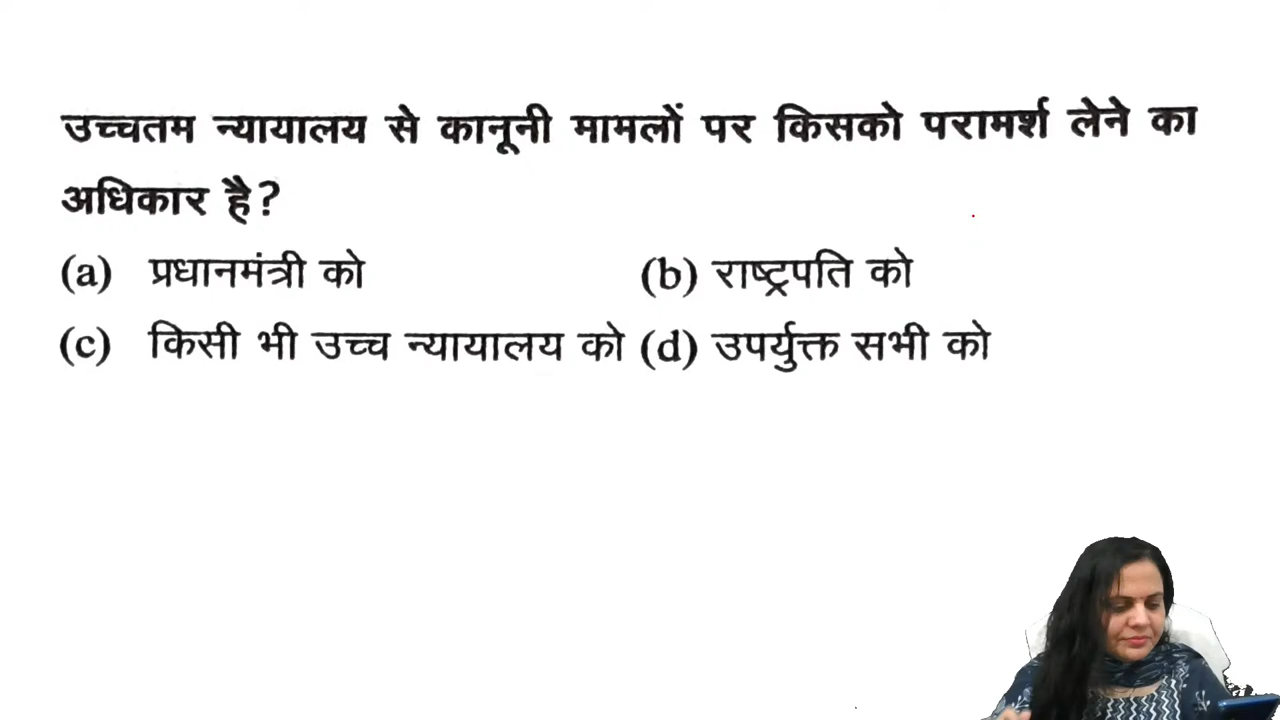 उच्चतम न्यायालय से कानूनी मामलों पर किसको परामर्श लेने का
अधिकार है?
(a) प्रधानमंत्री को (b) राष्ट्रपति को
(c) किसी भी उच्च न्यायालय को (d) उपर्युक्त सभी को